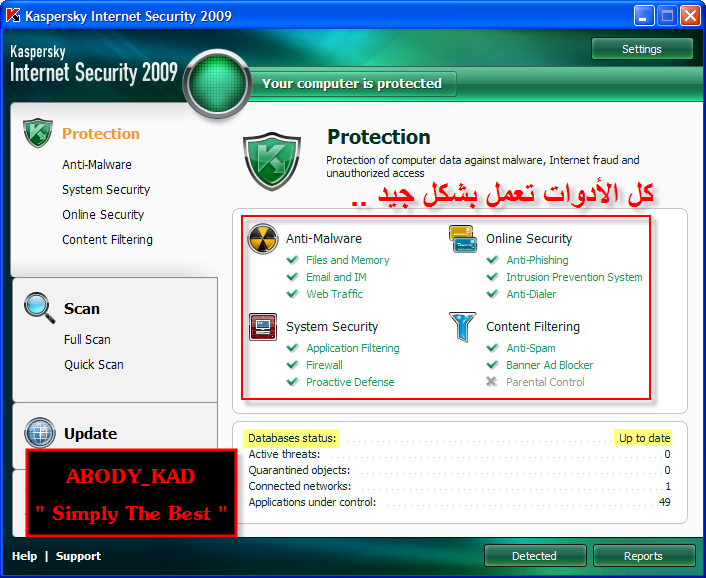 Kaspersky Internet Security 2009
Kaspersky
Internet Security 2009
Settings
Your computer is protected
Protection
Anti-Malware
System Security
Online Security
Content Filtering
Scan
Full Scan
Quick Scan
Update
ABODY_KAD
" Simply The Best "
Protection
Protection of computer data against malware, Internet fraud and
unauthorized access
كل الأدوات تعمل بشكل جيد ..
Anti-Malware
Files and Memory
Email and IM
Web Traffic
Online Security
Anti-Phishing
Intrusion Prevention System
Anti-Dialer
System Security
Application Filtering
Firewall
Proactive Defense
Content Filtering
Anti-Spam
Banner Ad Blocker
Parental Control
Databases status: Up to date
Active threats: 0
Quarantined objects: 0
Connected networks: 1
Applications under control: 49
Help | Support
Detected
Reports